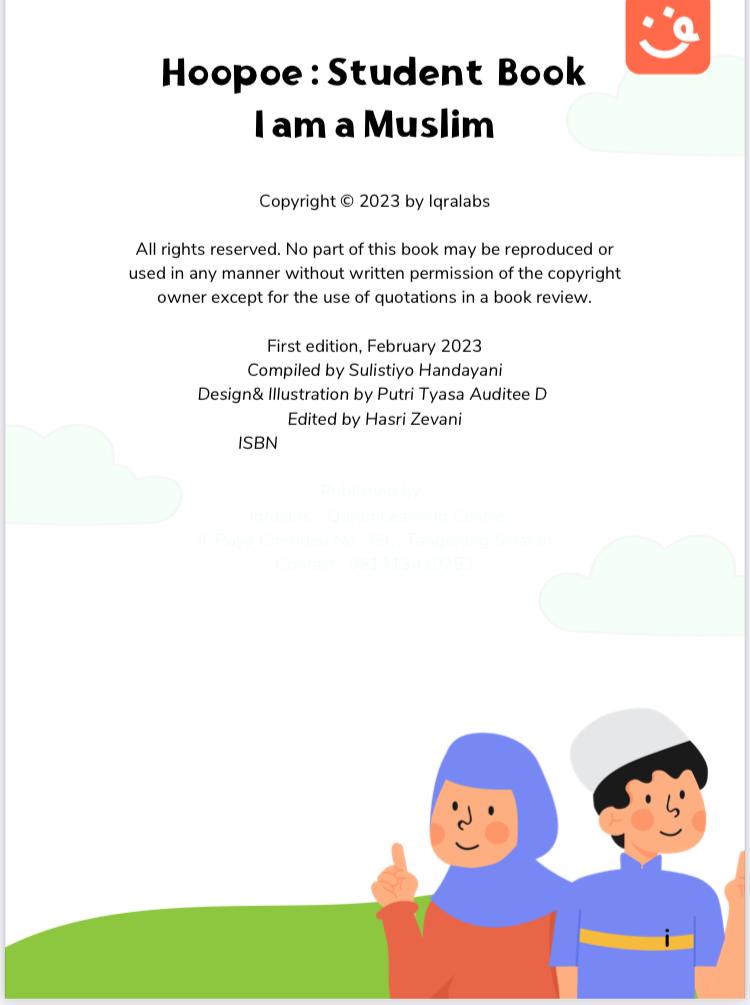 Hoopoe : Student Book
I am a Muslim
Copyright © 2023 by Iqralabs
All rights reserved. No part of this book may be reproduced or
used in any manner without written permission of the copyright
owner except for the use of quotations in a book review.
First edition, February 2023
Compiled by Sulistiyo Handayani
Design& Illustration by Putri Tyasa Auditee D
Edited by Hasri Zevani
ISBN
Published by
Iqralabs - Quran Learning Centre
Tangerang Selatan
Contact :
i